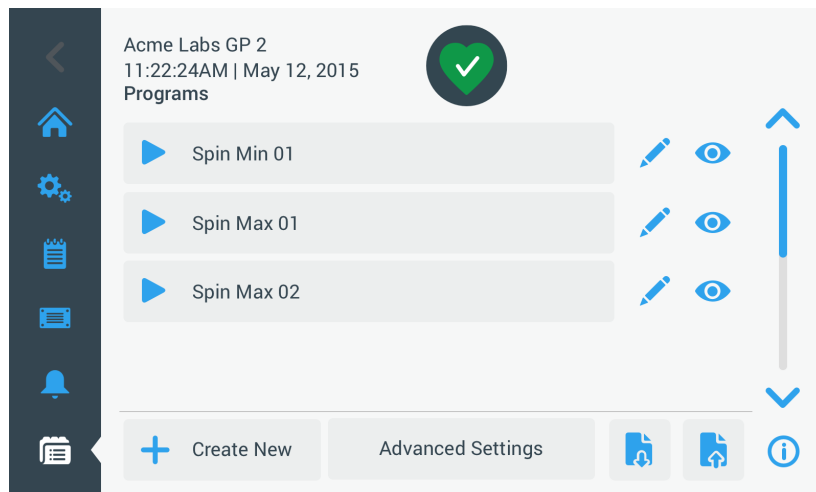 Acme Labs GP 2
11:22:24AM | May 12, 2015
Programs
Spin Min 01
Spin Max 01
Spin Max 02
Create New
Advanced Settings